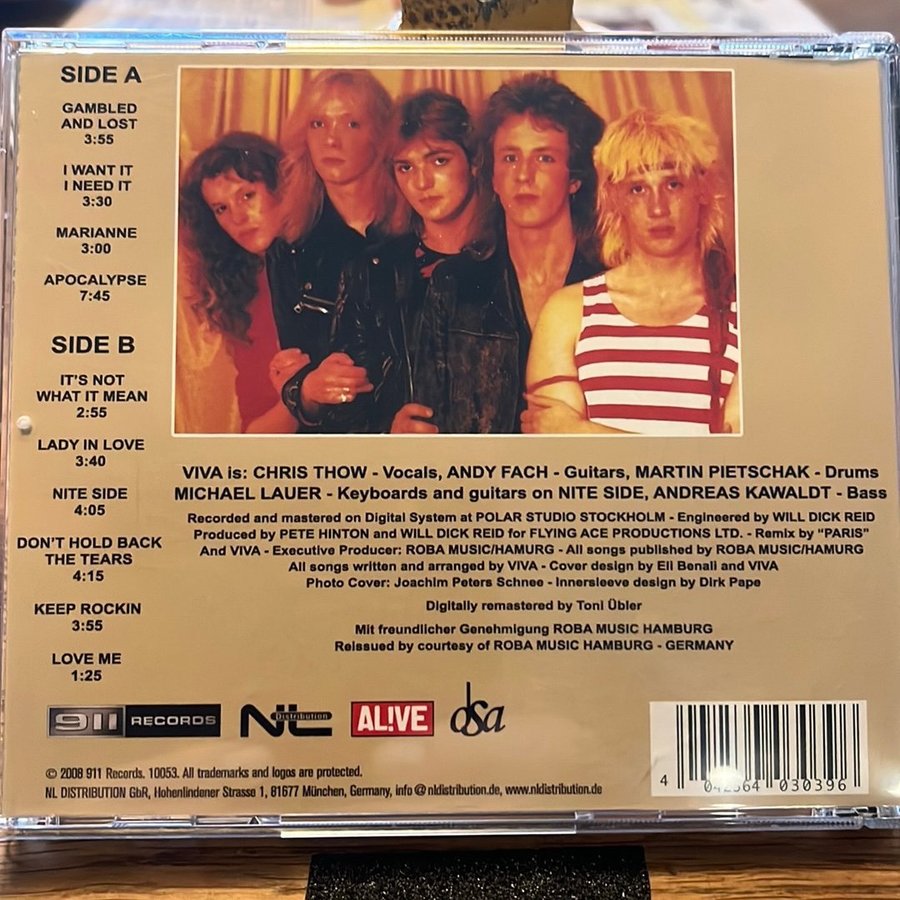 SIDE A
GAMBLED
AND LOST
3:55
I WANT IT
I NEED IT
3:30
MARIANNE
3:00
APOCALYPSE
7:45
SIDE B
IT'S NOT
WHAT IT MEAN
2:55
LADY IN LOVE
3:40
NITE SIDE
4:05
DON'T HOLD BACK
THE TEARS
4:15
KEEP ROCKIN
3:55
LOVE ME
1:25
VIVA is: CHRIS THOW - Vocals, ANDY FACH - Guitars, MARTIN PIETSCHAK - Drums
MICHAEL LAUER - Keyboards and guitars on NITE SIDE, ANDREAS KAWALDT - Bass
Recorded and mastered on Digital System at POLAR STUDIO STOCKHOLM - Engineered by WILL DICK REID
Produced by PETE HINTON and WILL DICK REID for FLYING ACE PRODUCTIONS LTD. - Remix by "PARIS"
And VIVA - Executive Producer: ROBA MUSIC/HAMURG - All songs published by ROBA MUSIC/HAMURG
All songs written and arranged by VIVA - Cover design by Eli Benali and VIVA
Photo Cover: Joachim Peters Schnee - Innersleeve design by Dirk Pape
Digitally remastered by Toni Übler
Mit freundlicher Genehmigung ROBA MUSIC HAMBURG
Reissued by courtesy of ROBA MUSIC HAMBURG - GERMANY
911 RECORDS
NL Distribution
AL!VE
dsa
© 2008 911 Records. 10053. All trademarks and logos are protected.
NL DISTRIBUTION GbR, Hohenlindener Strasse 1, 81677 München, Germany, info@nldistribution.de, www.nldistribution.de
4 042564 030396